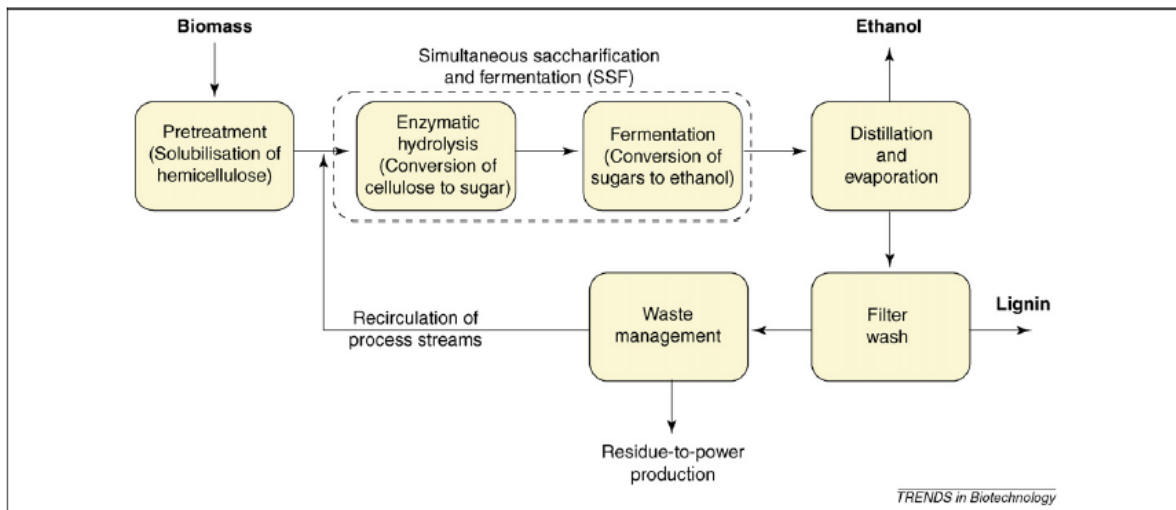 Biomass
Ethanol
Simultaneous saccharification
and fermentation (SSF)
Pretreatment
(Solubilisation of
hemicellulose)
Enzymatic
hydrolysis
(Conversion of
cellulose to sugar)
Fermentation
(Conversion of
sugars to ethanol)
Distillation
and
evaporation
Recirculation of
process streams
Waste
management
Filter
wash
Lignin
Residue-to-power
production
TRENDS in Biotechnology